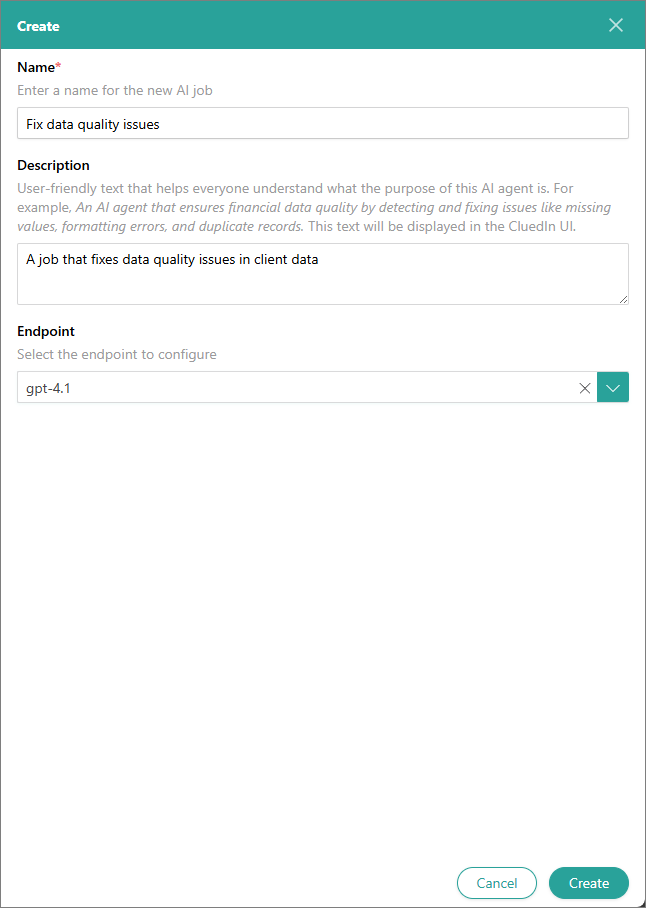 Create
Name*
Enter a name for the new AI job
Fix data quality issues
Description
User-friendly text that helps everyone understand what the purpose of this AI agent is. For
example, An AI agent that ensures financial data quality by detecting and fixing issues like missing
values, formatting errors, and duplicate records. This text will be displayed in the CluedIn UI.
A job that fixes data quality issues in client data
Endpoint
Select the endpoint to configure
gpt-4.1
Cancel
Create